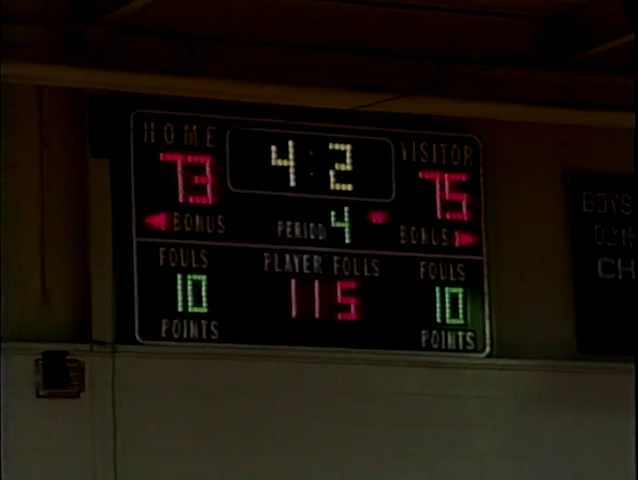 HOME 4:2 VISITOR
73 75
BONUS PERIOD 4 BONUS
FOULS PLAYER FOULS FOULS
10 115 10
POINTS POINTS
BOYS
CH